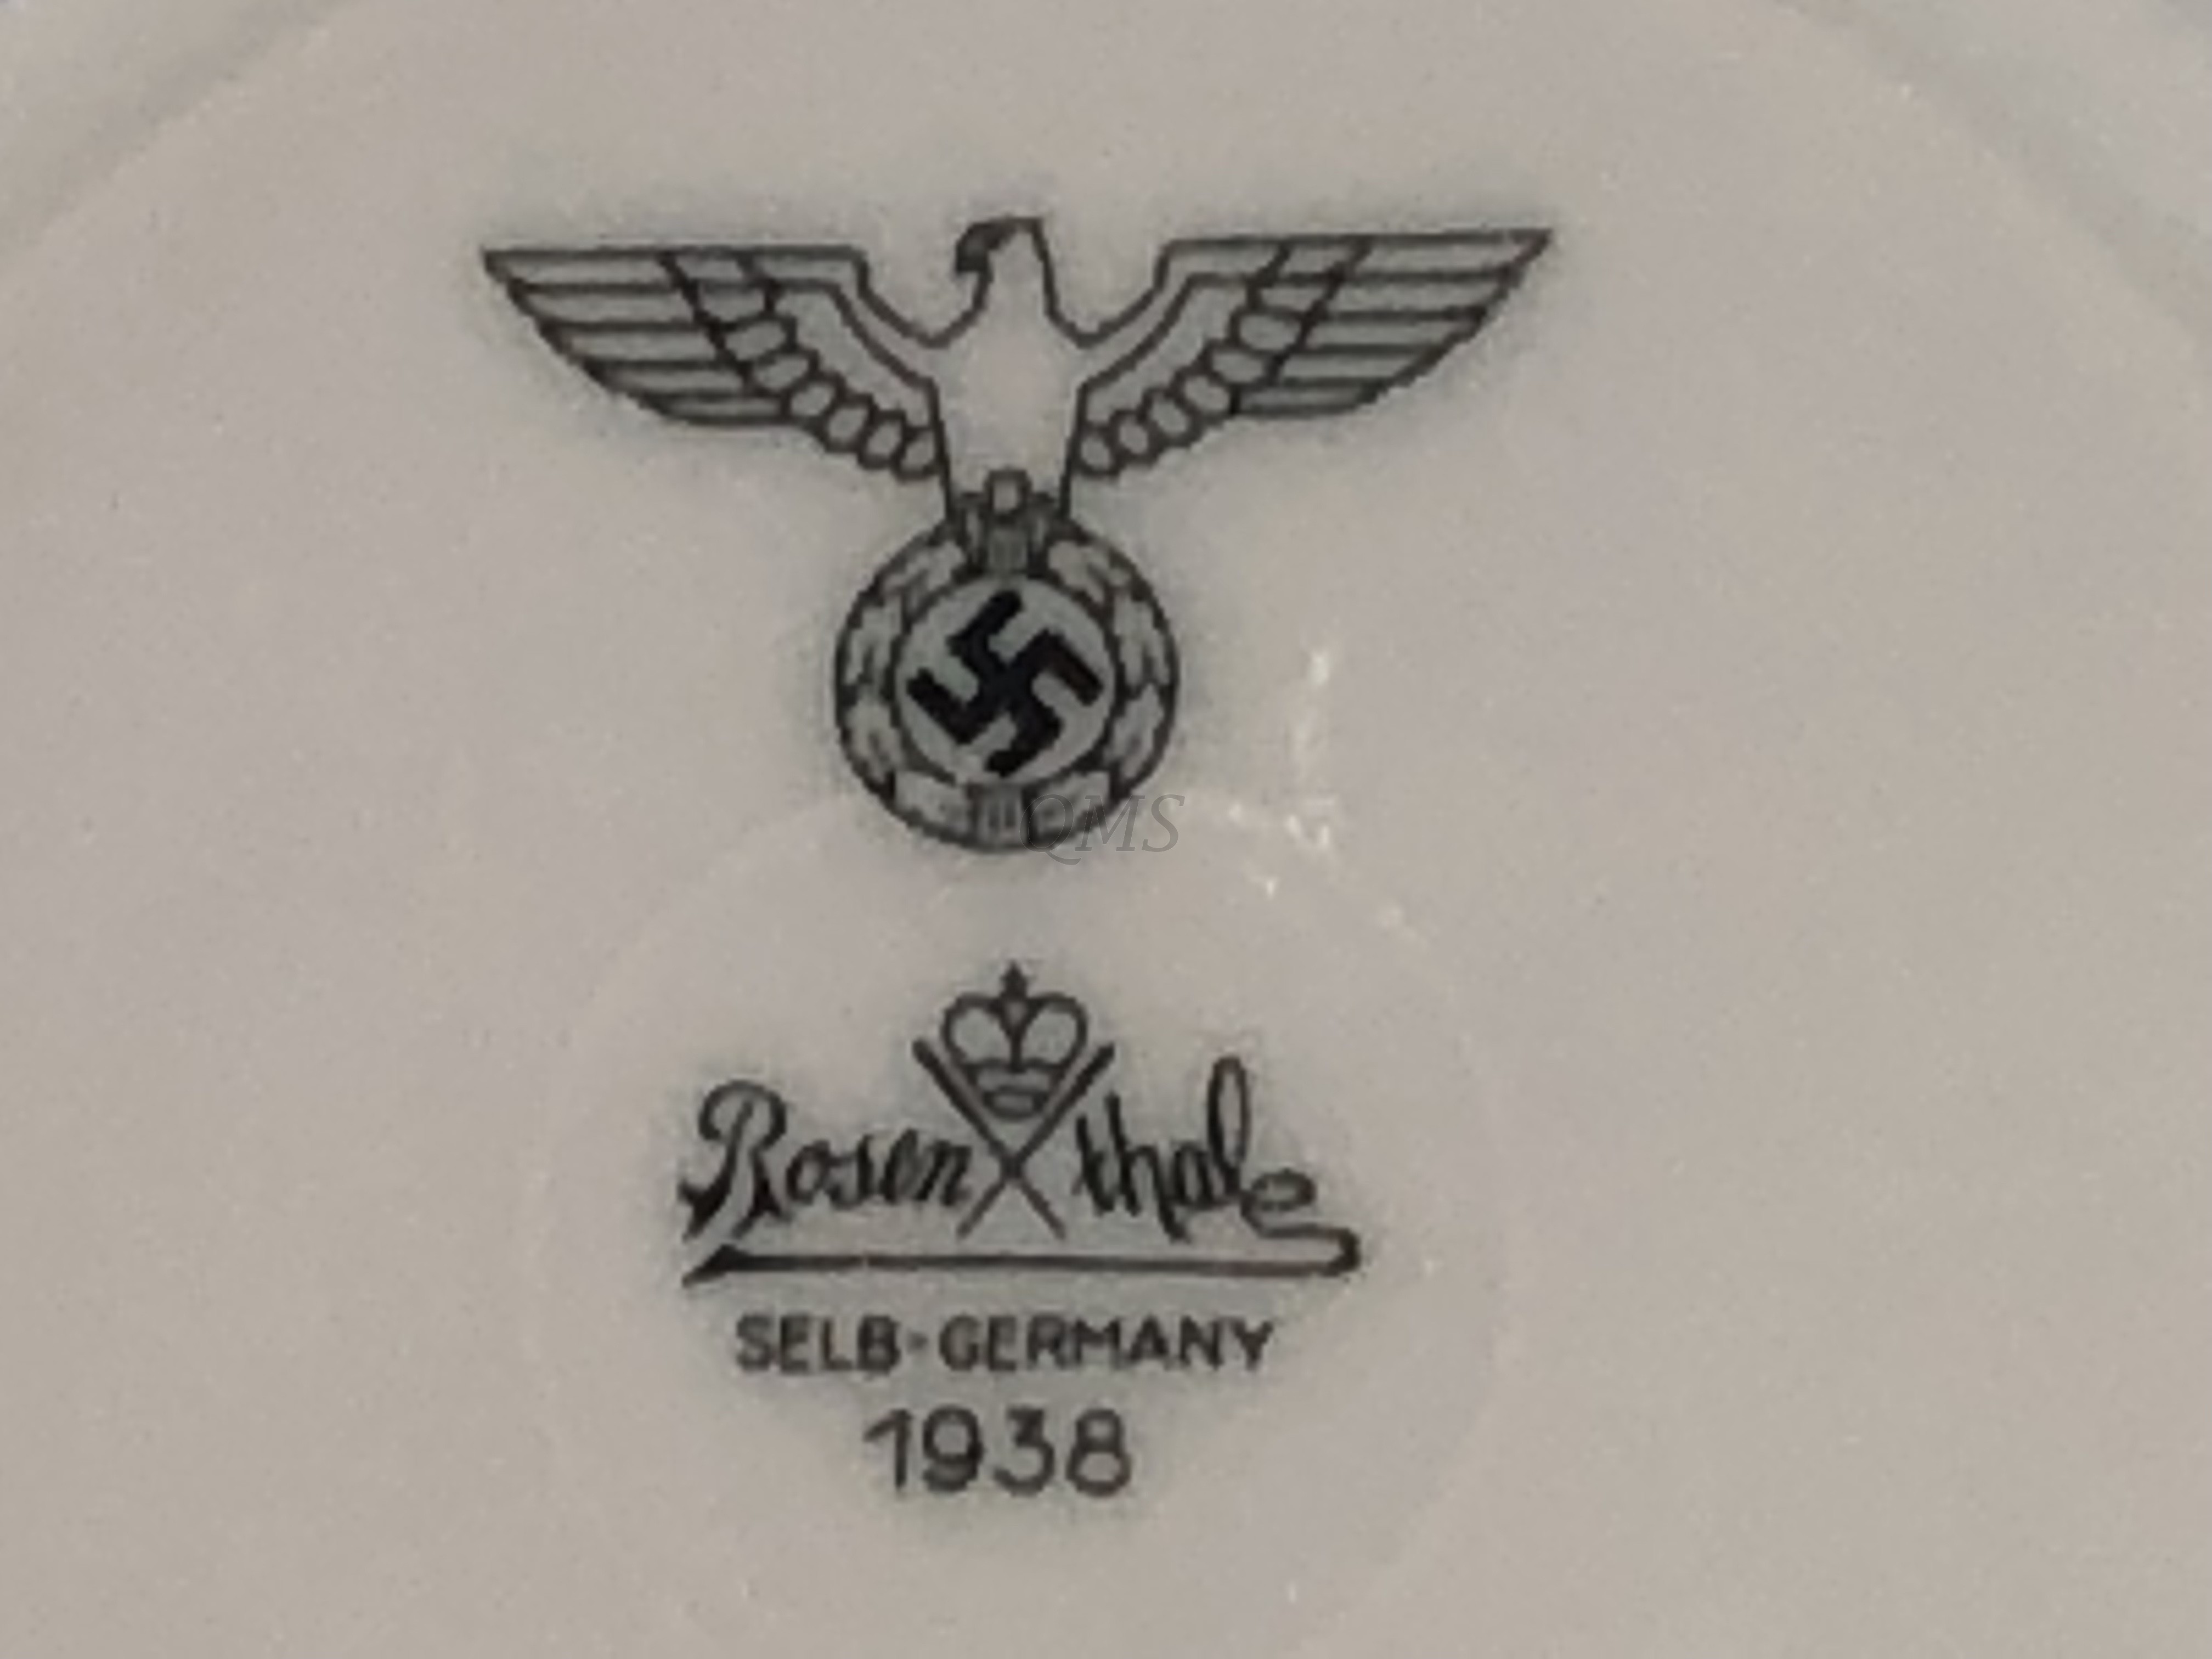 QMS
Rosenthal
SELB-GERMANY
1938